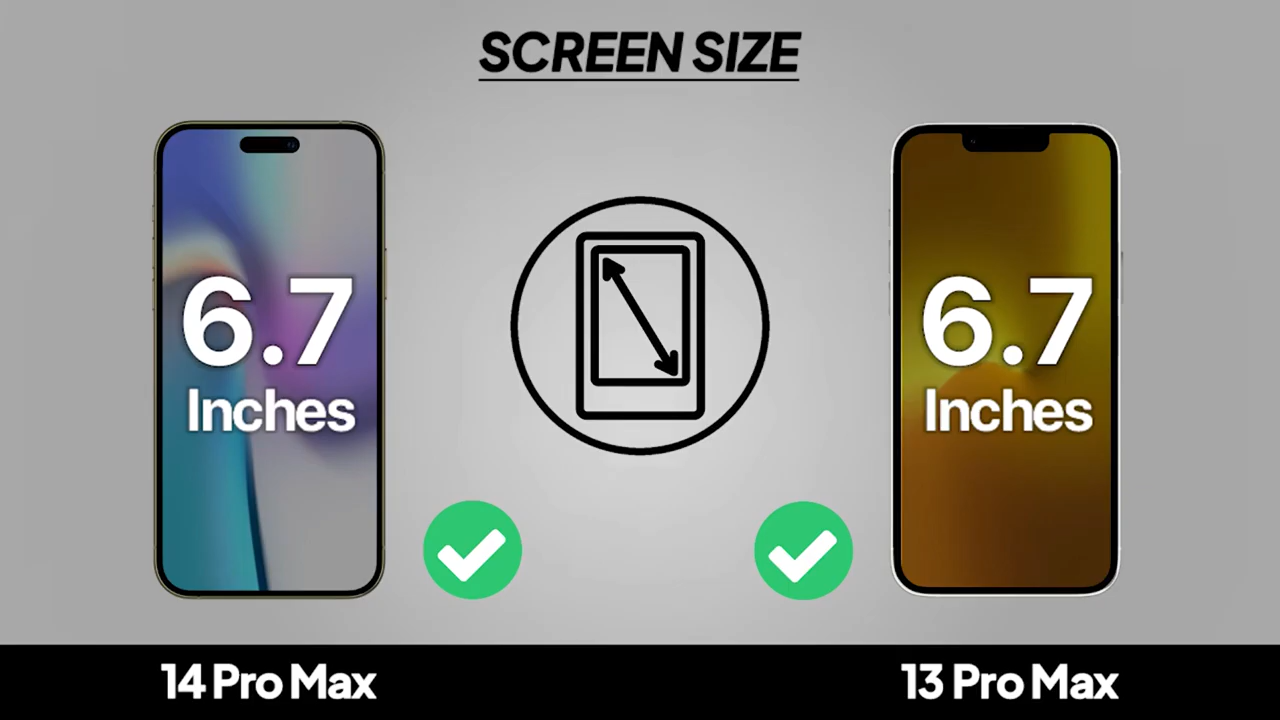 SCREEN SIZE
6.7
Inches
6.7
Inches
14 Pro Max
13 Pro Max